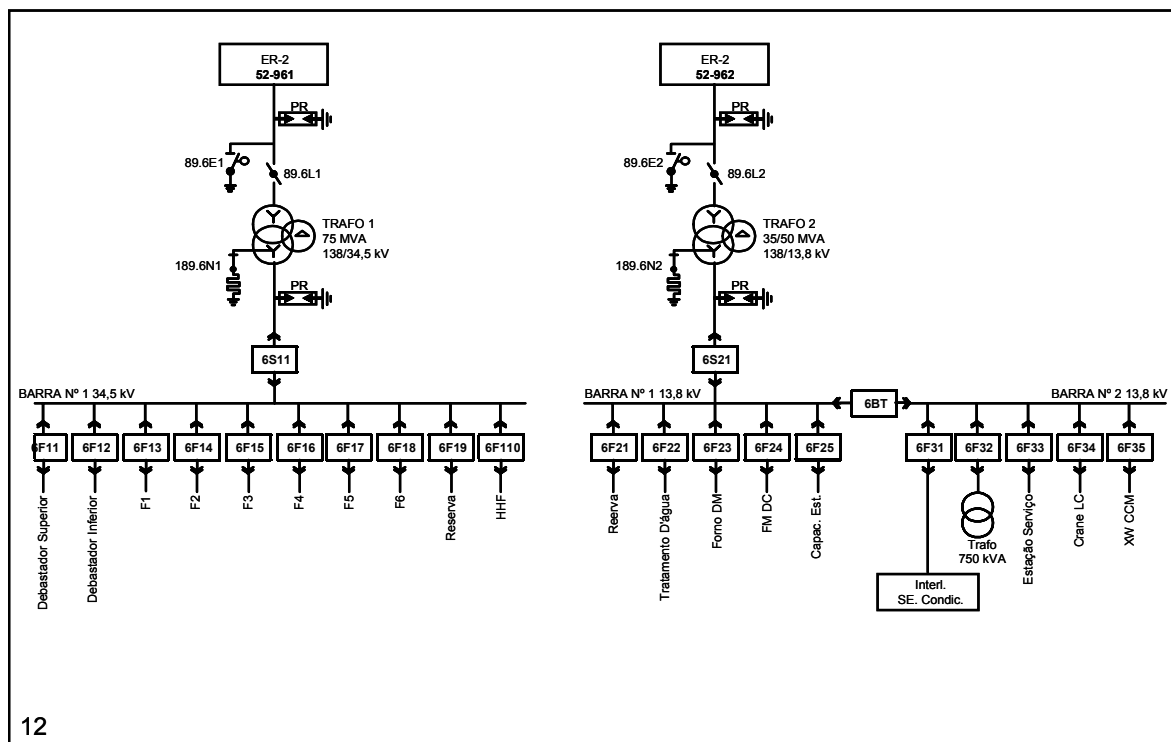 ER-2
52-961
PR
89.6E1
89.6L1
TRAFO 1
75 MVA
138/34,5 kV
189.6N1
PR
6S11
BARRA Nº 1 34,5 kV
6F11
6F12
6F13
6F14
6F15
6F16
6F17
6F18
6F19
6F110
Debastador Superior
Debastador Inferior
F1
F2
F3
F4
F5
F6
Reserva
HHF
ER-2
52-962
PR
89.6E2
89.6L2
TRAFO 2
35/50 MVA
138/13,8 kV
189.6N2
PR
6S21
BARRA Nº 1 13,8 kV
6BT
BARRA Nº 2 13,8 kV
6F21
6F22
6F23
6F24
6F25
6F31
6F32
6F33
6F34
6F35
Reerva
Tratamento D'água
Forno DM
FM DC
Capac. Est.
Interl.
SE. Condic.
Trafo
750 kVA
Estação Serviço
Crane LC
XW CCM
12